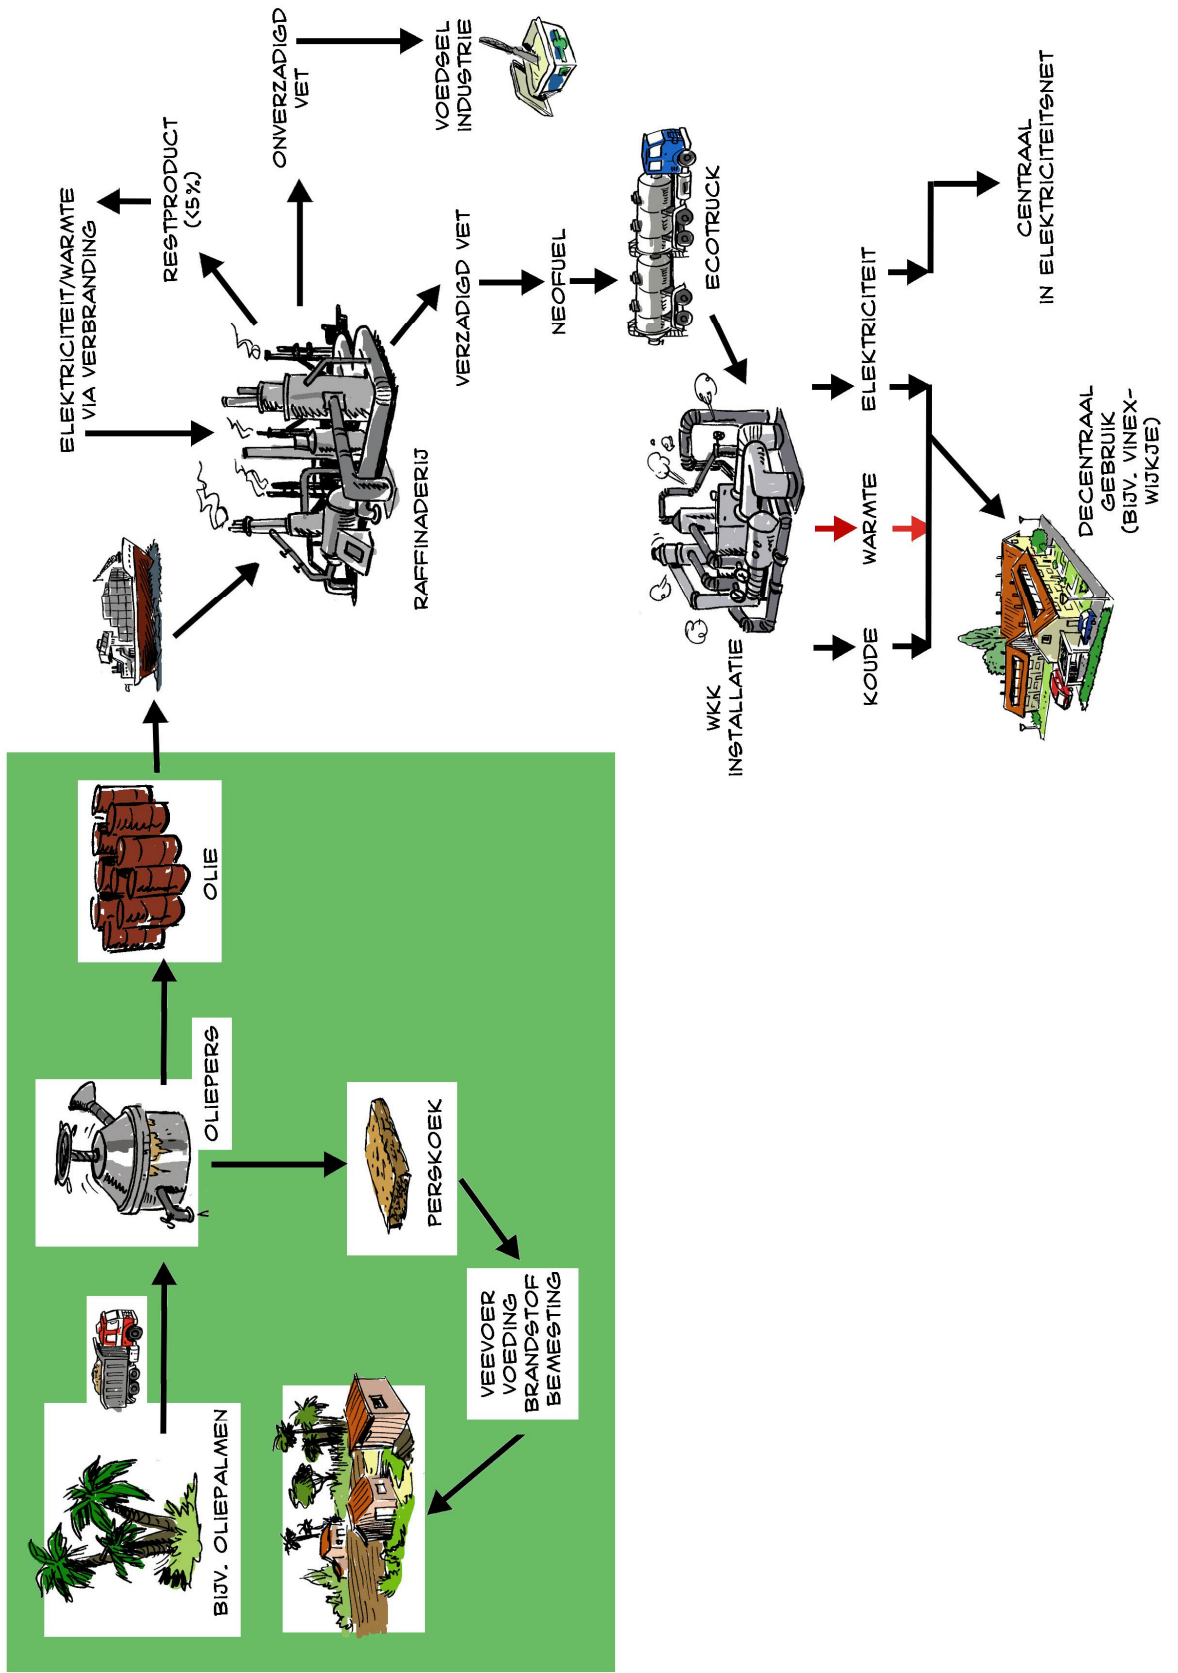 BIJV. OLIEPALMEN
OLIEPERS
OLIE
PERSKOEK
VEEVOER
VOEDING
BRANDSTOF
BEMESTING
RAFFINADERIJ
ELEKTRICITEIT/WARMTE
VIA VERBRANDING
RESTPRODUCT
(<5%)
ONVERZADIGD
VET
VOEDSEL
INDUSTRIE
VERZADIGD VET
NEOFUEL
ECOTRUCK
WKK
INSTALLATIE
KOUDE
WARMTE
ELEKTRICITEIT
DECENTRAAL
GEBRUIK
(BIJV. VINEX-
WIJKJE)
CENTRAAL
IN ELEKTRICITEITSNET